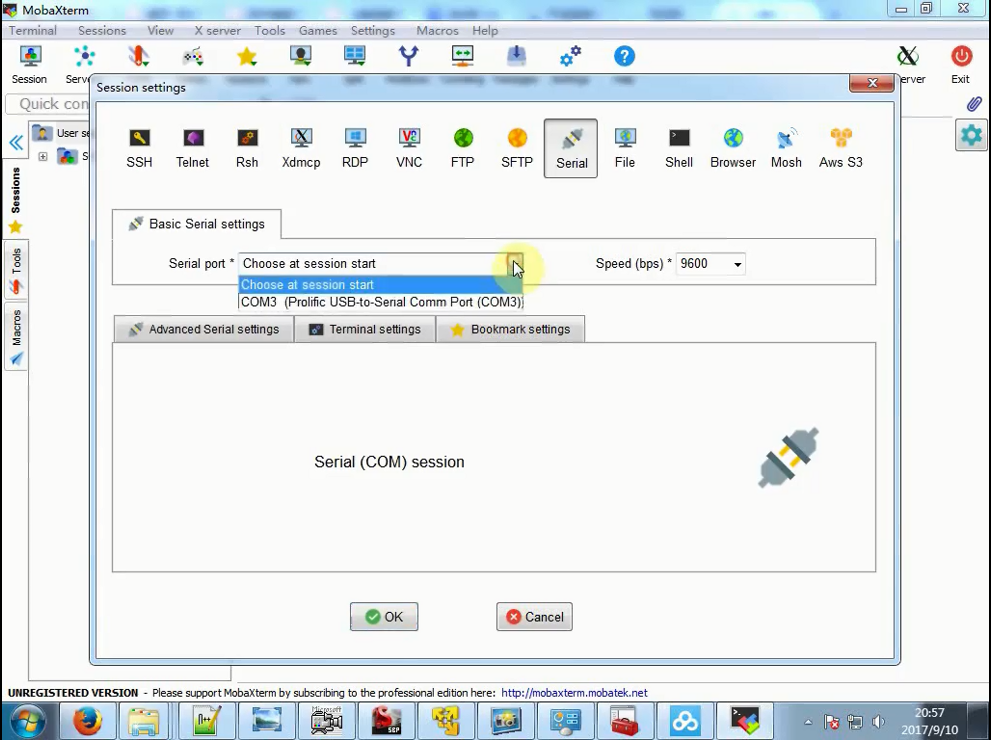 MobaXterm
Terminal Sessions View X server Tools Games Settings Macros Help
Session
Serv
erver
Exit
Session settings
Quick con
User se
S
Sessions
Tools
Macros
SSH Telnet Rsh Xdmcp RDP VNC FTP SFTP Serial File Shell Browser Mosh Aws S3
Basic Serial settings
Serial port * Choose at session start
Speed (bps) * 9600
Choose at session start
COM3 (Prolific USB-to-Serial Comm Port (COM3))
Advanced Serial settings
Terminal settings
Bookmark settings
Serial (COM) session
OK
Cancel
UNREGISTERED VERSION - Please support MobaXterm by subscribing to the professional edition here: http://mobaxterm.mobatek.net
20:57
2017/9/10